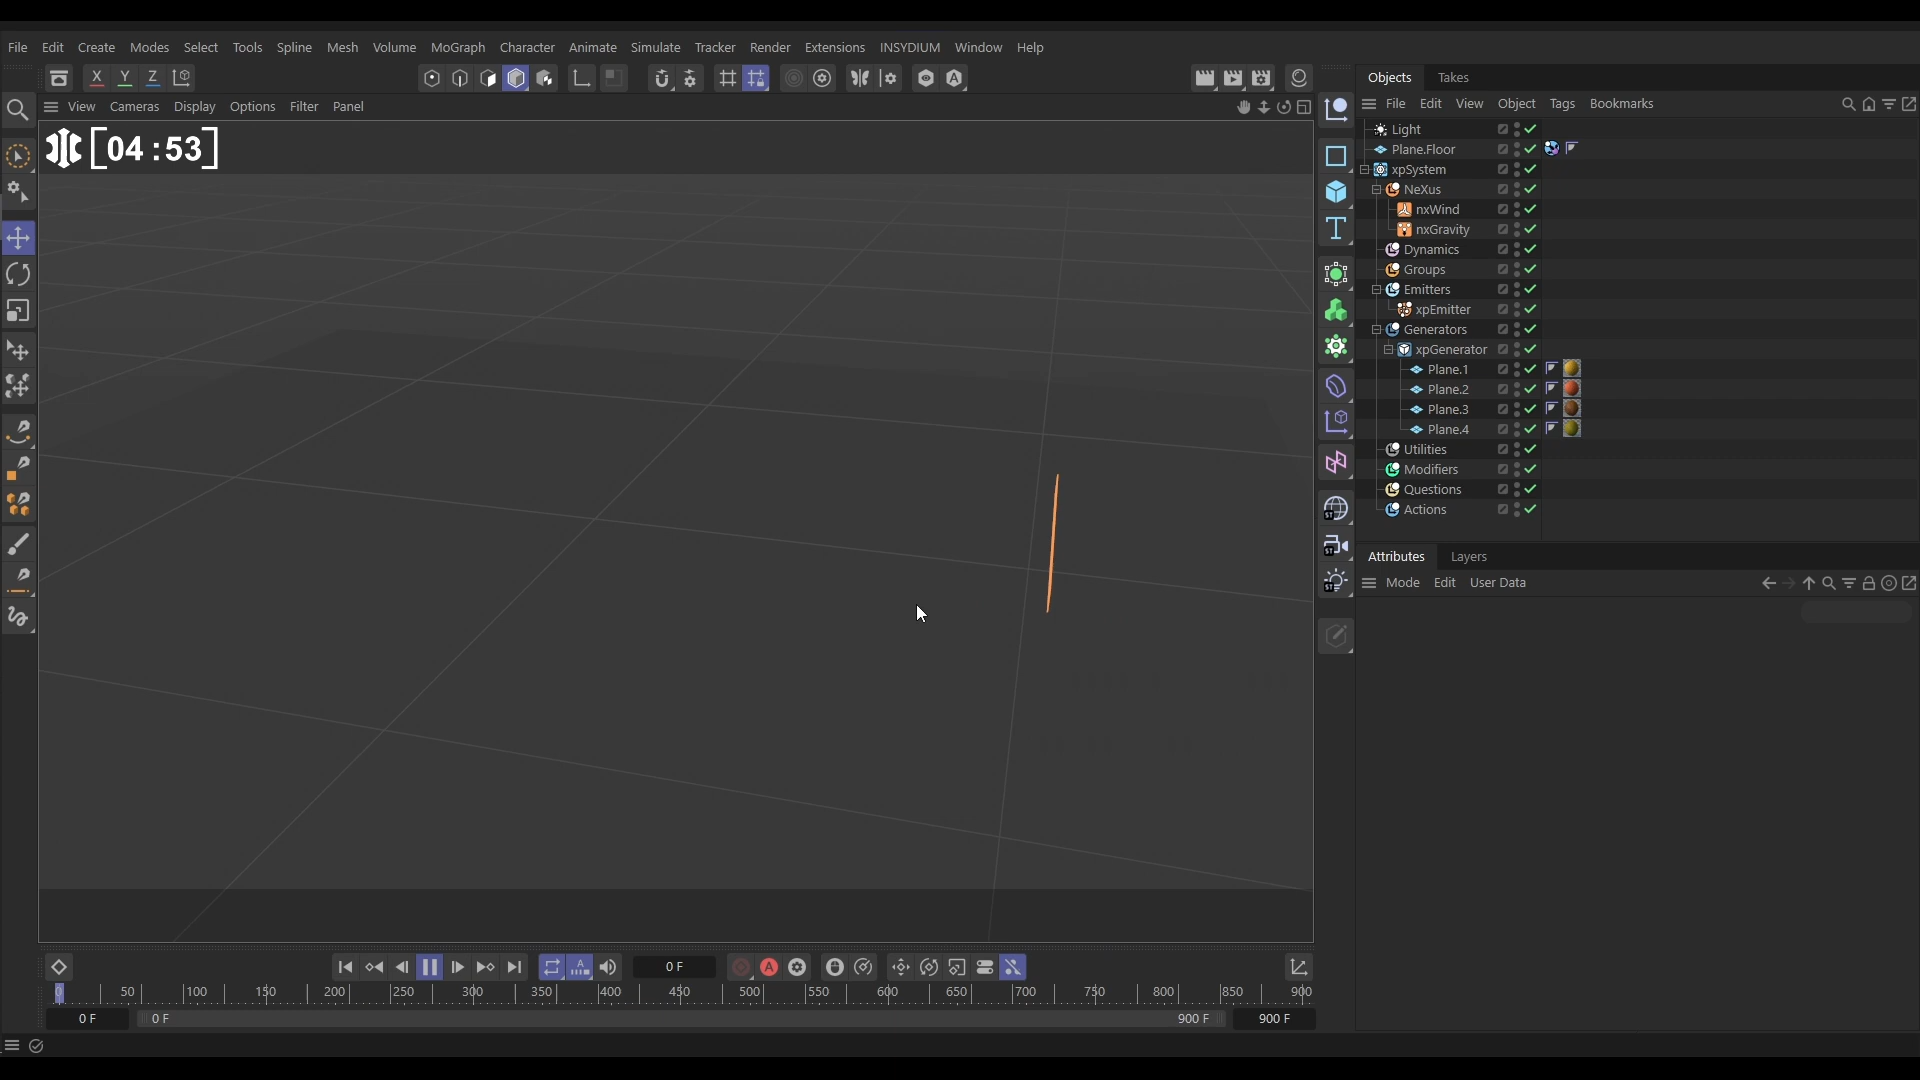 File Edit Create Modes Select Tools Spline Mesh Volume MoGraph Character Animate Simulate Tracker Render Extensions INSYDIUM Window Help
X Y Z
View Cameras Display Options Filter Panel
[04:53]
0 F
0 50 100 150 200 250 300 350 400 450 500 550 600 650 700 750 800 850 900
0 F 0 F 900 F 900 F
Objects Takes
File Edit View Object Tags Bookmarks
Light
Plane.Floor
xpSystem
NeXus
nxWind
nxGravity
Dynamics
Groups
Emitters
xpEmitter
Generators
xpGenerator
Plane.1
Plane.2
Plane.3
Plane.4
Utilities
Modifiers
Questions
Actions
Attributes Layers
Mode Edit User Data